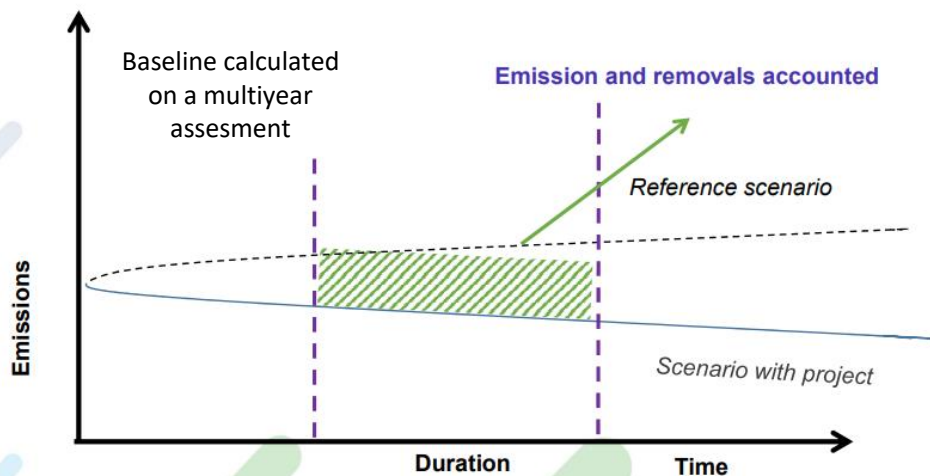 Baseline calculated
on a multiyear
assesment
Emission and removals accounted
Reference scenario
Emissions
Scenario with project
Duration
Time